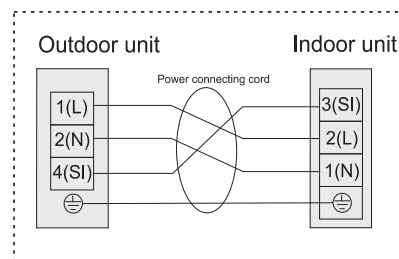 Outdoor unit
Indoor unit
Power connecting cord
1(L)
2(N)
4(SI)
3(SI)
2(L)
1(N)